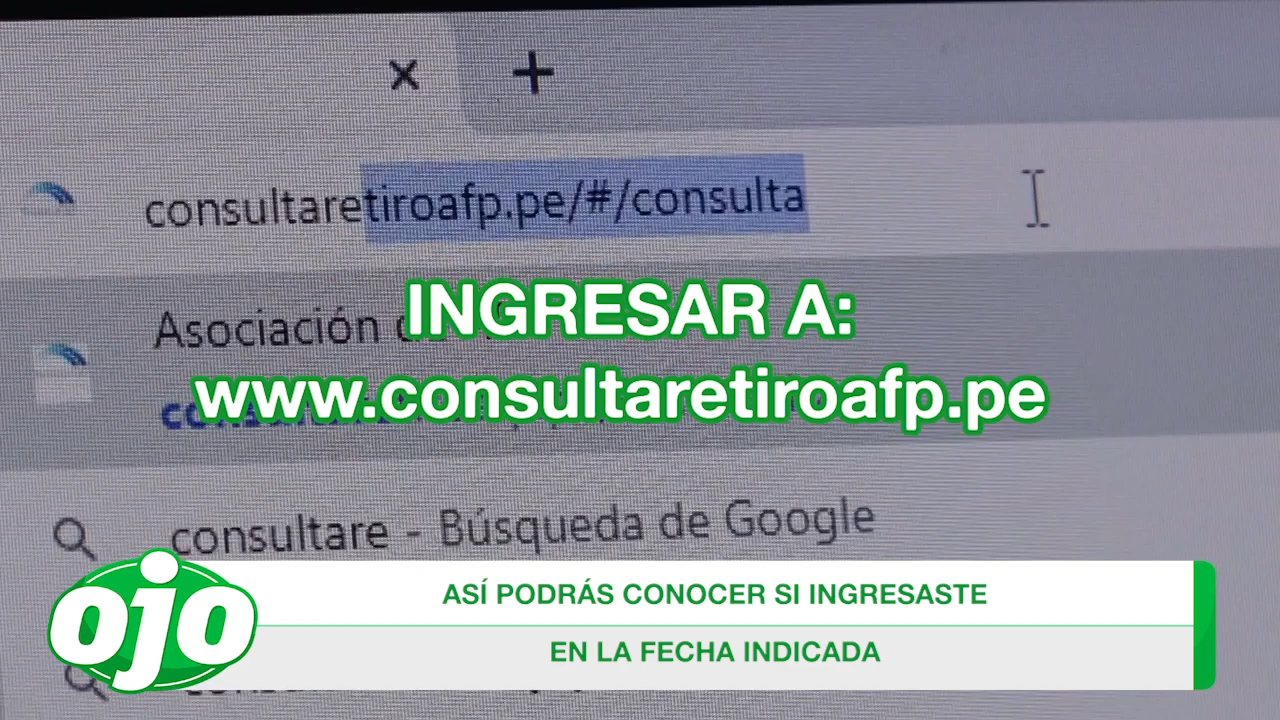 consultaretiroafp.pe/#/consulta
Asociación
INGRESAR A:
www.consultaretiroafp.pe
consultare - Búsqueda de Google
ojo
ASÍ PODRÁS CONOCER SI INGRESASTE
EN LA FECHA INDICADA